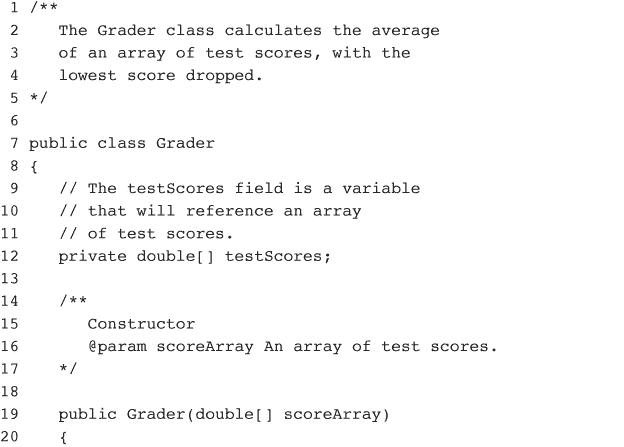 1 /**
2    The Grader class calculates the average
3    of an array of test scores, with the
4    lowest score dropped.
5 */
6
7 public class Grader
8 {
9    // The testScores field is a variable
10    // that will reference an array
11    // of test scores.
12    private double[] testScores;
13
14    /**
15       Constructor
16       @param scoreArray An array of test scores.
17    */
18
19    public Grader(double[] scoreArray)
20    {